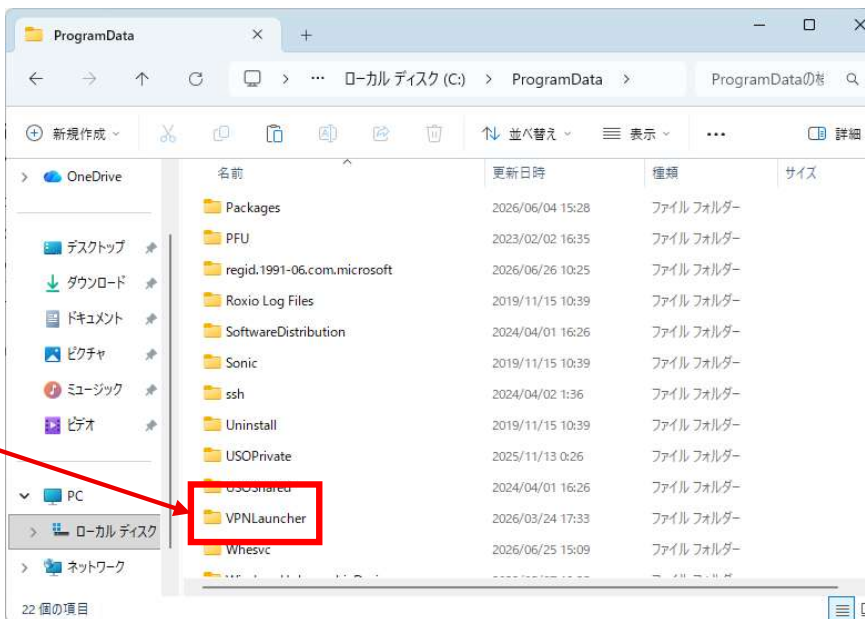 ProgramData
… ローカル ディスク (C:) > ProgramData > ProgramDataの検
新規作成 並べ替え 表示 … 詳細
名前 更新日時 種類 サイズ
OneDrive
デスクトップ
ダウンロード
ドキュメント
ピクチャ
ミュージック
ビデオ
PC
ローカル ディスク
ネットワーク
Packages 2026/06/04 15:28 ファイル フォルダー
PFU 2023/02/02 16:35 ファイル フォルダー
regid.1991-06.com.microsoft 2026/06/26 10:25 ファイル フォルダー
Roxio Log Files 2019/11/15 10:39 ファイル フォルダー
SoftwareDistribution 2024/04/01 16:26 ファイル フォルダー
Sonic 2019/11/15 10:39 ファイル フォルダー
ssh 2024/04/02 1:36 ファイル フォルダー
Uninstall 2019/11/15 10:39 ファイル フォルダー
USOPrivate 2025/11/13 0:26 ファイル フォルダー
USOShared 2024/04/01 16:26 ファイル フォルダー
VPNLauncher 2026/03/24 17:33 ファイル フォルダー
Whesvc 2026/06/25 15:09 ファイル フォルダー
22 個の項目